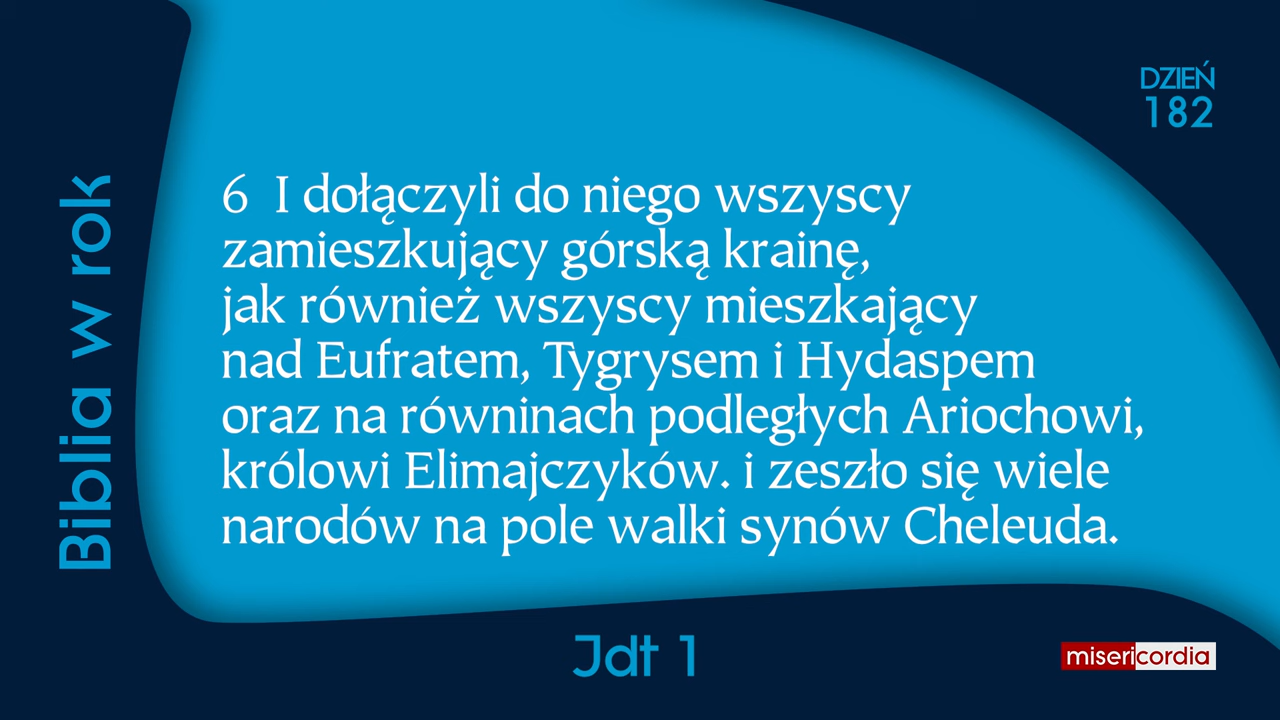 DZIEŃ
182
Biblia w rok
6 I dołączyli do niego wszyscy
zamieszkujący górską krainę,
jak również wszyscy mieszkający
nad Eufratem, Tygrysem i Hydaspem
oraz na równinach podległych Ariochowi,
królowi Elimajczyków. i zeszło się wiele
narodów na pole walki synów Cheleuda.
Jdt 1
misericordia